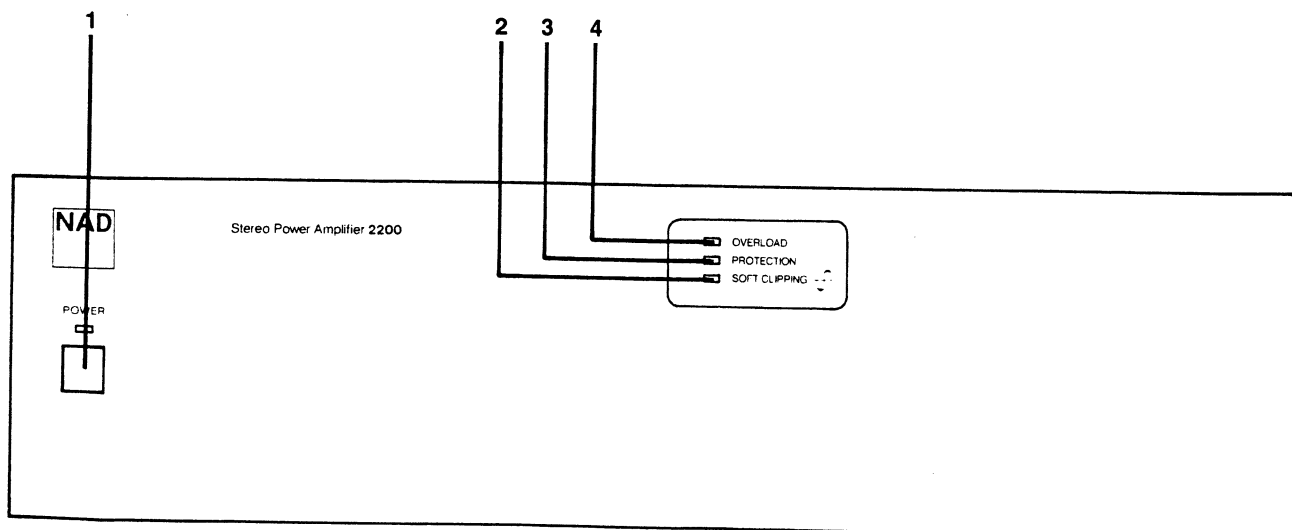 1
2 3 4
NAD
Stereo Power Amplifier 2200
OVERLOAD
PROTECTION
SOFT CLIPPING
POWER